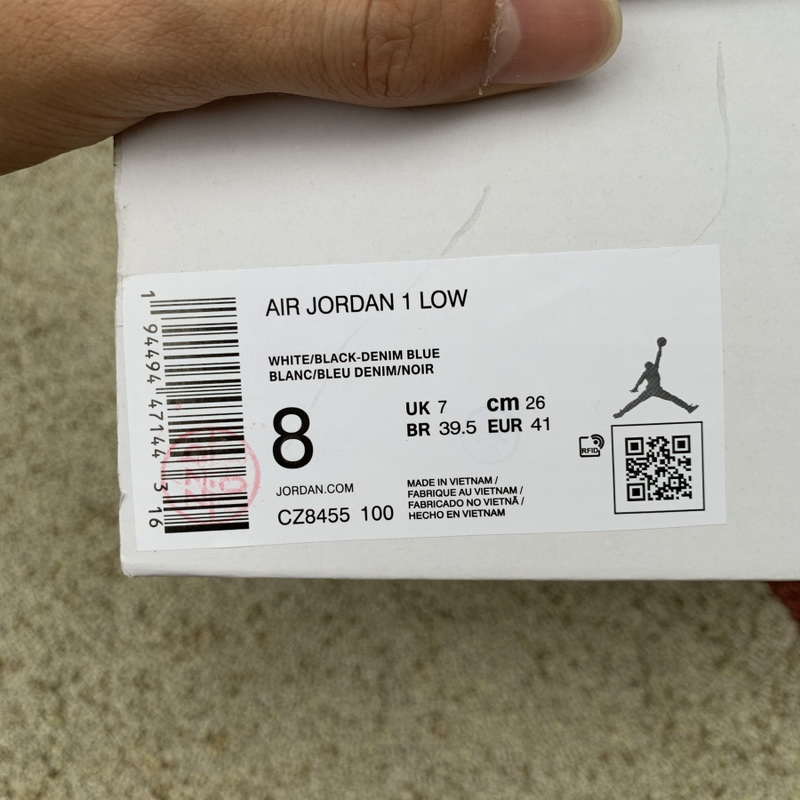 AIR JORDAN 1 LOW
WHITE/BLACK-DENIM BLUE
BLANC/BLEU DENIM/NOIR
8
UK 7 cm 26
BR 39.5 EUR 41
JORDAN.COM
CZ8455 100
MADE IN VIETNAM /
FABRIQUE AU VIETNAM /
FABRICADO NO VIETNÃ /
HECHO EN VIETNAM
RFID
1 94494 47144 3 16